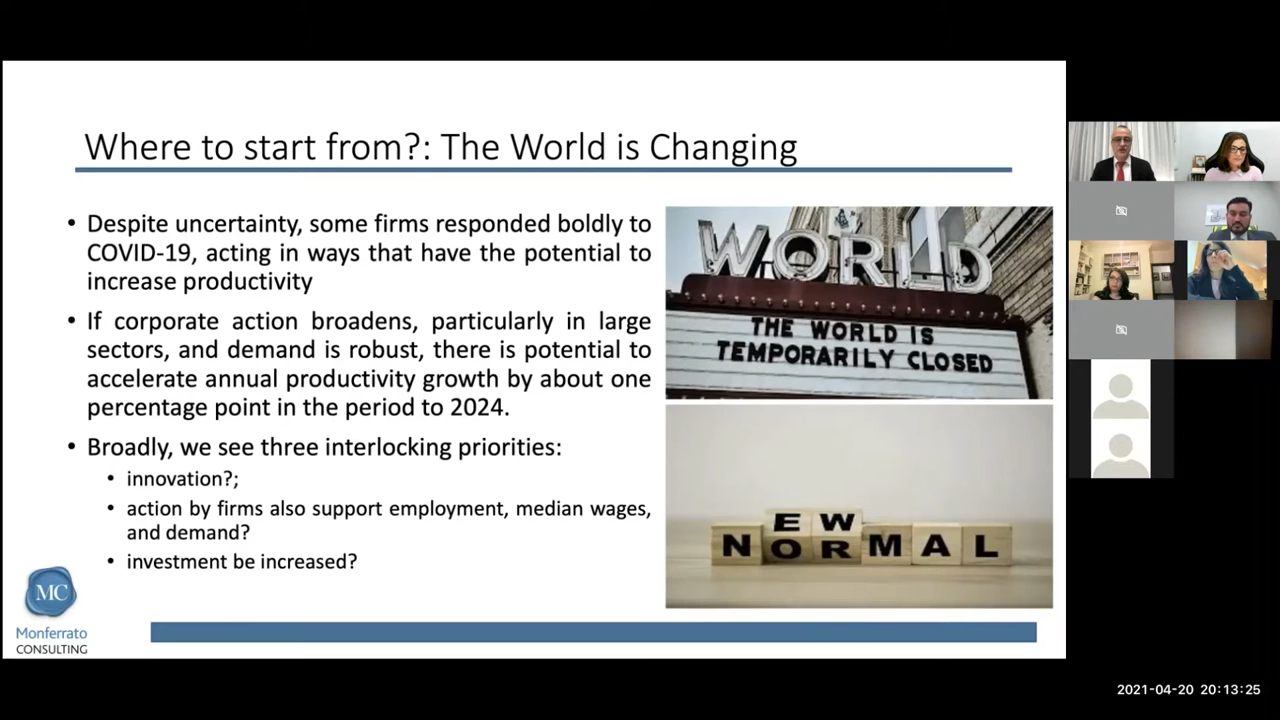 Where to start from?: The World is Changing
• Despite uncertainty, some firms responded boldly to
COVID-19, acting in ways that have the potential to
increase productivity
• If corporate action broadens, particularly in large
sectors, and demand is robust, there is potential to
accelerate annual productivity growth by about one
percentage point in the period to 2024.
• Broadly, we see three interlocking priorities:
• innovation?;
• action by firms also support employment, median wages,
and demand?
• investment be increased?
WORLD
THE WORLD IS
TEMPORARILY CLOSED
EW
NORMAL
MC
Monferrato
CONSULTING
2021-04-20 20:13:25